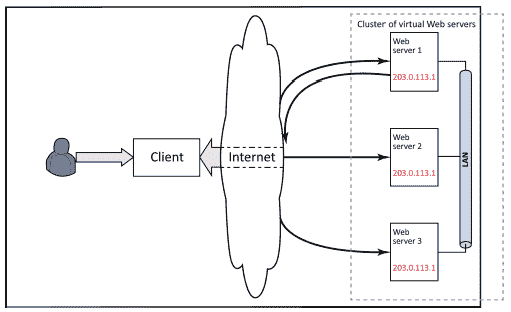 Cluster of virtual Web servers
Web
server 1
203.0.113.1
Client
Internet
Web
server 2
203.0.113.1
LAN
Web
server 3
203.0.113.1